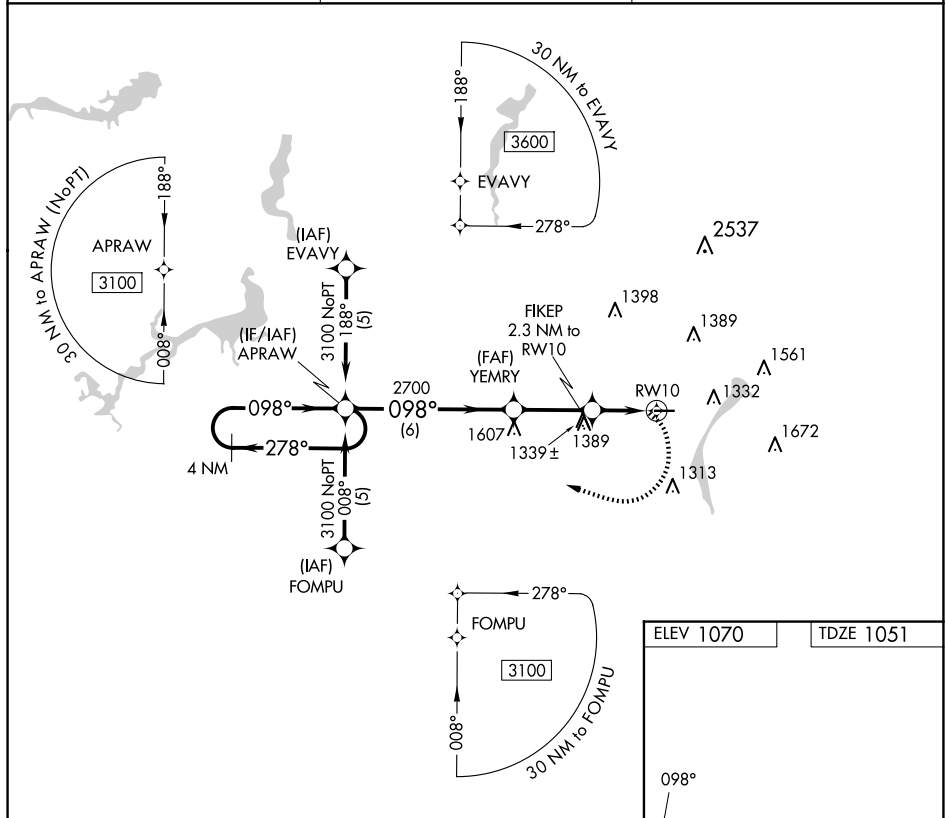 30 NM to EVAVY
188°
3600
EVAVY
278°
30 NM to APRAW (NoPT)
188°
APRAW
3100
008°
(IAF)
EVAVY
3100 NoPT
188°
(5)
(IF/IAF)
APRAW
2537
1398
1389
1561
1332
1672
1313
FIKEP
2.3 NM to
RW10
(FAF)
YEMRY
RW10
098°
2700
098°
(6)
278°
4 NM
1607
1339 ±
1389
3100 NoPT
008°
(5)
(IAF)
FOMPU
278°
FOMPU
3100
008°
30 NM to FOMPU
ELEV 1070
TDZE 1051
098°